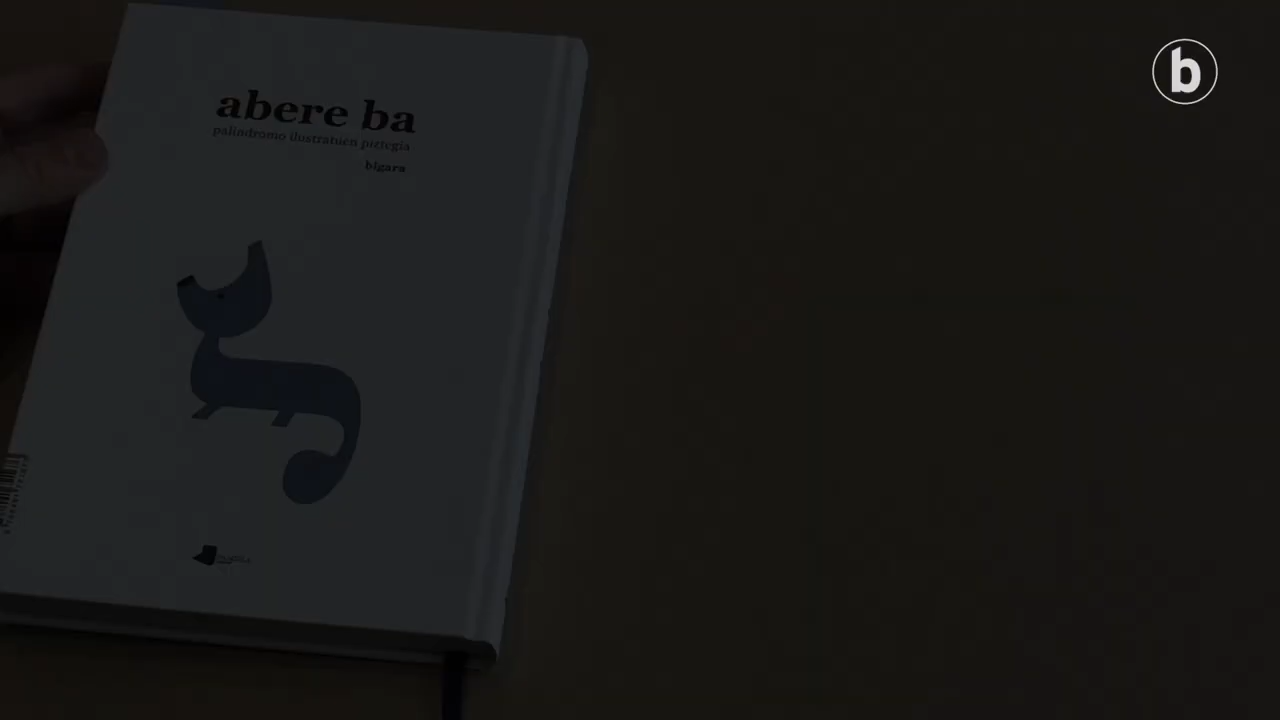 abere ba
palindromo ilustratuen piztegia
bigara
b